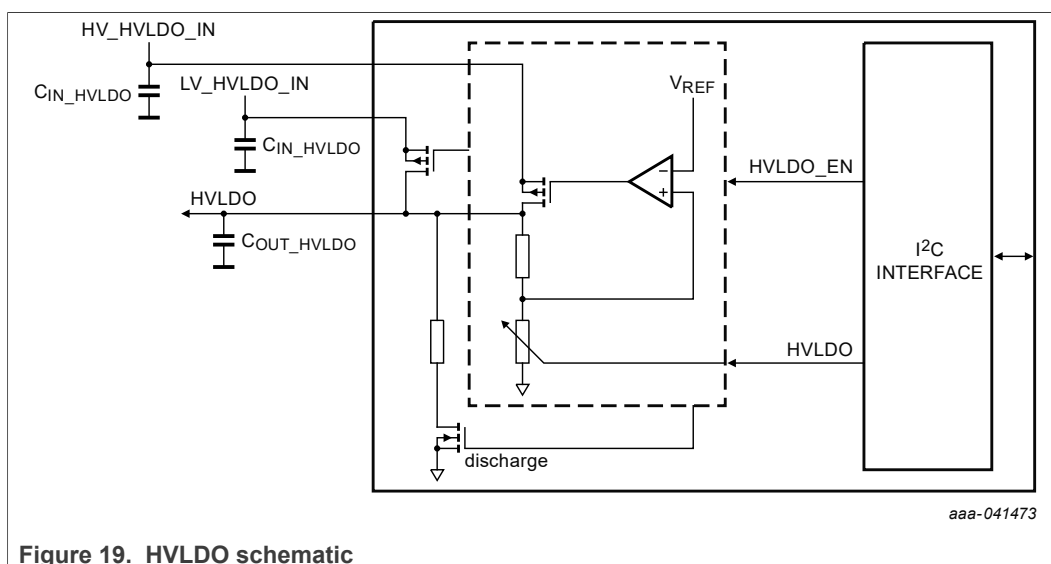 HV_HVLDO_IN
CIN_HVLDO
LV_HVLDO_IN
CIN_HVLDO
HVLDO
COUT_HVLDO
VREF
−
+
HVLDO_EN
HVLDO
I2C
INTERFACE
discharge
aaa-041473
Figure 19. HVLDO schematic